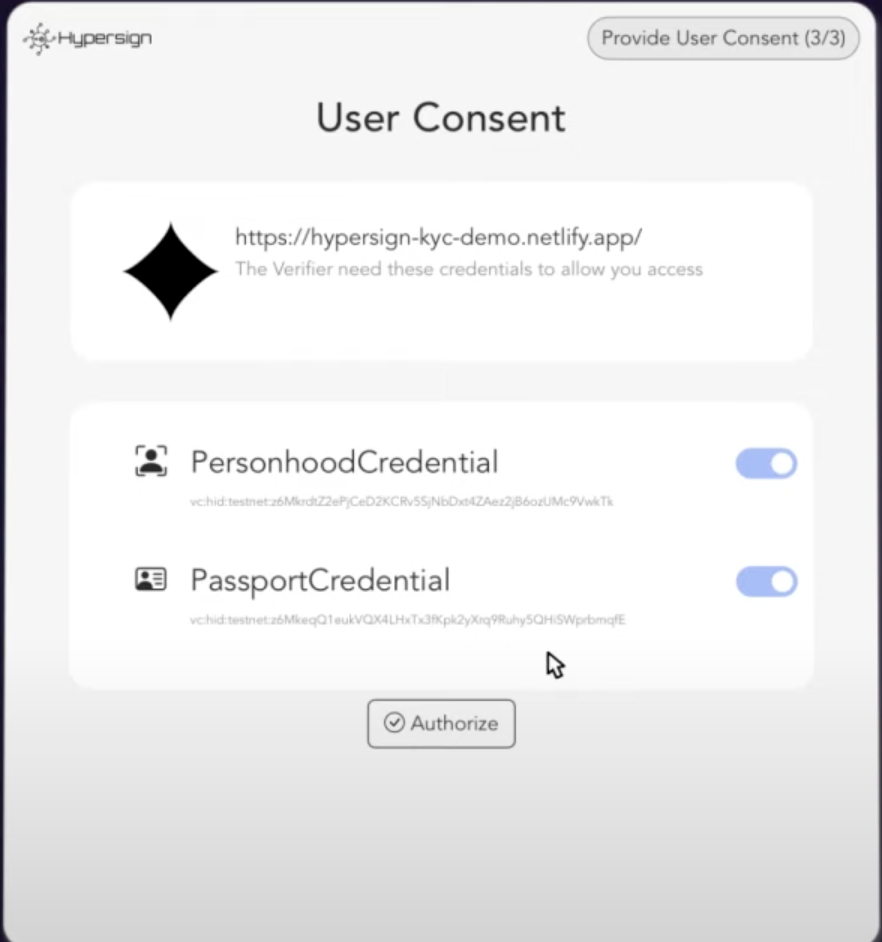 Hypersign
Provide User Consent (3/3)
User Consent
https://hypersign-kyc-demo.netlify.app/
The Verifier need these credentials to allow you access
PersonhoodCredential
vc:hid:testnet:z6MkrdtZ2ePjCeD2KCRv5SjNbDxt4ZAez2jB6ozUMc9VwkTk
PassportCredential
vc:hid:testnet:z6MkeqQ1eukVQX4LHxTx3fKpk2yXrq9Ruhy5QHiSWprbmqfE
Authorize